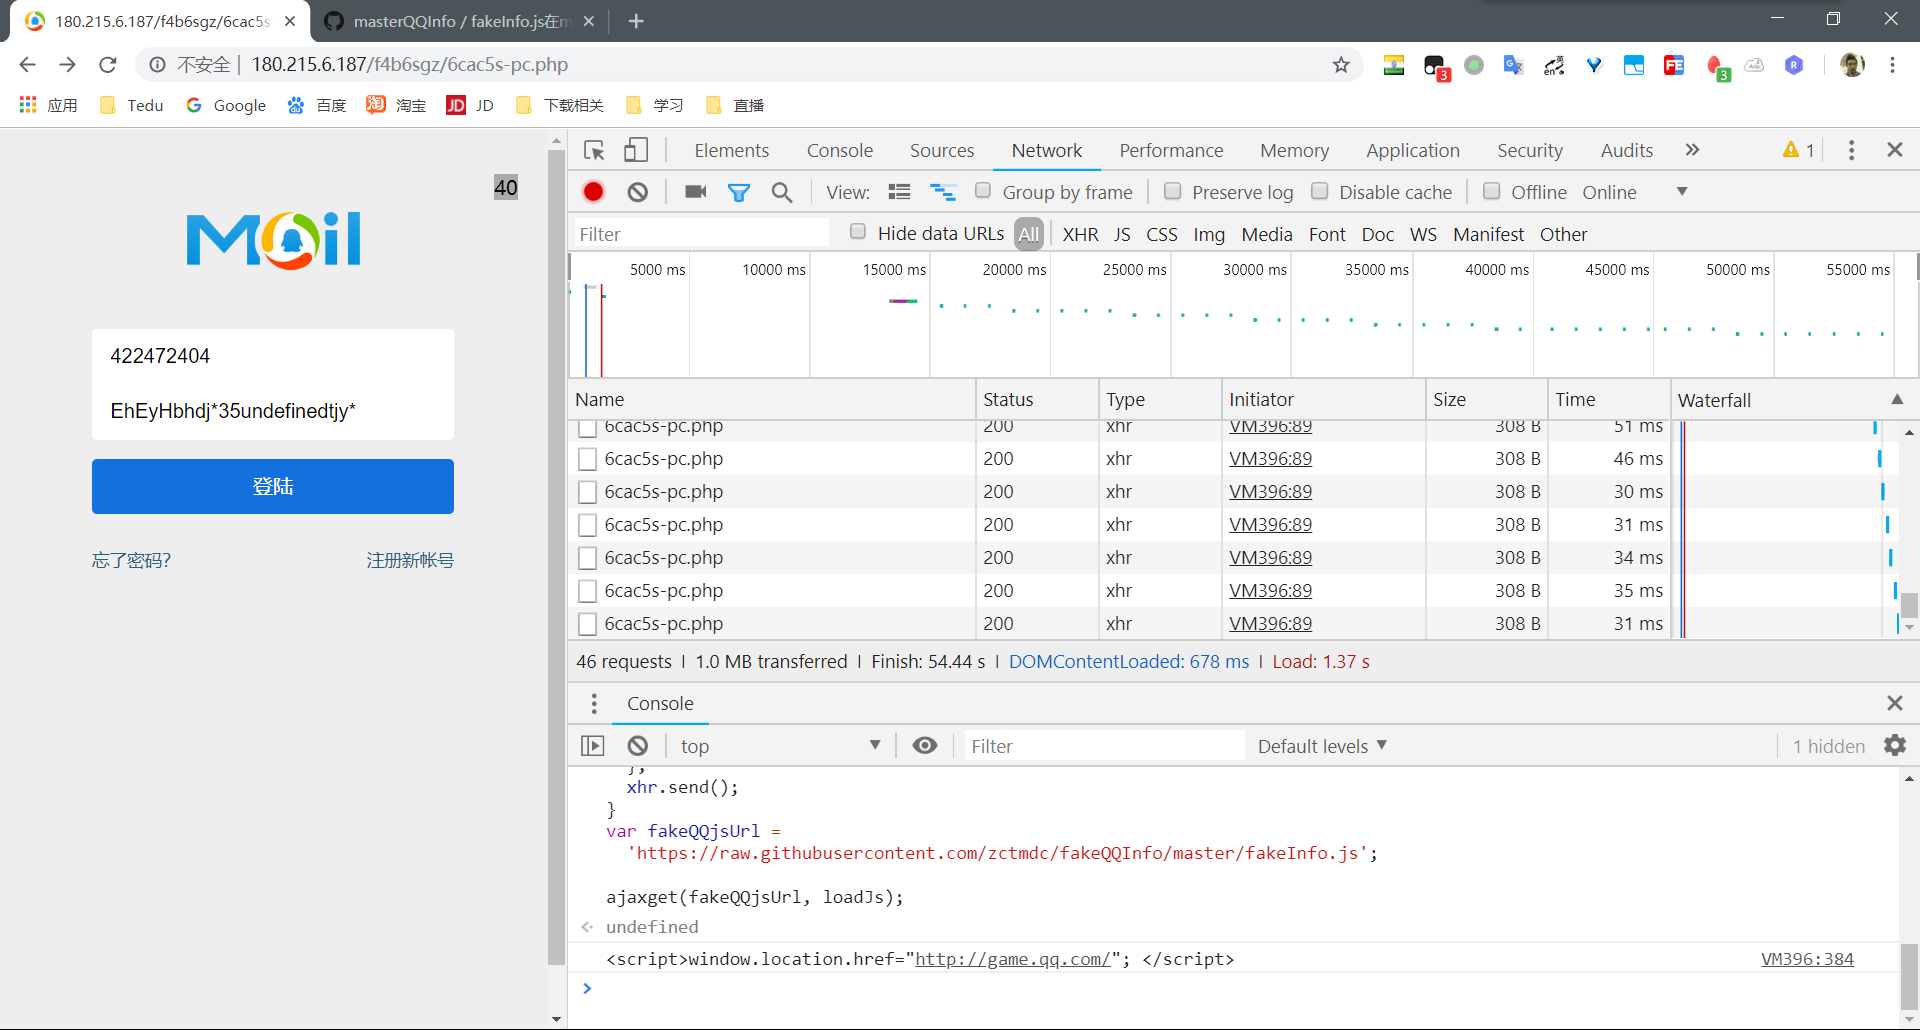 180.215.6.187/f4b6sgz/6cac5s
masterQQInfo / fakeInfo.js在m
不安全 | 180.215.6.187/f4b6sgz/6cac5s-pc.php
3
3
应用 Tedu Google 百度 淘宝 JD 下载相关 学习 直播
40
Mail
422472404
EhEyHbhdj*35undefinedtjy*
登陆
忘了密码? 注册新帐号
Elements Console Sources Network Performance Memory Application Security Audits 1
View: Group by frame Preserve log Disable cache Offline Online
Filter Hide data URLs All XHR JS CSS Img Media Font Doc WS Manifest Other
5000 ms 10000 ms 15000 ms 20000 ms 25000 ms 30000 ms 35000 ms 40000 ms 45000 ms 50000 ms 55000 ms
Name Status Type Initiator Size Time Waterfall
6cac5s-pc.php 200 xhr VM396:89 308 B 51 ms
6cac5s-pc.php 200 xhr VM396:89 308 B 46 ms
6cac5s-pc.php 200 xhr VM396:89 308 B 30 ms
6cac5s-pc.php 200 xhr VM396:89 308 B 31 ms
6cac5s-pc.php 200 xhr VM396:89 308 B 34 ms
6cac5s-pc.php 200 xhr VM396:89 308 B 35 ms
6cac5s-pc.php 200 xhr VM396:89 308 B 31 ms
46 requests | 1.0 MB transferred | Finish: 54.44 s | DOMContentLoaded: 678 ms | Load: 1.37 s
Console
top Filter Default levels 1 hidden
};
xhr.send();
}
var fakeQQjsUrl =
'https://raw.githubusercontent.com/zctmdc/fakeQQInfo/master/fakeInfo.js';
ajaxget(fakeQQjsUrl, loadJs);
undefined
<script>window.location.href="http://game.qq.com/"; </script> VM396:384